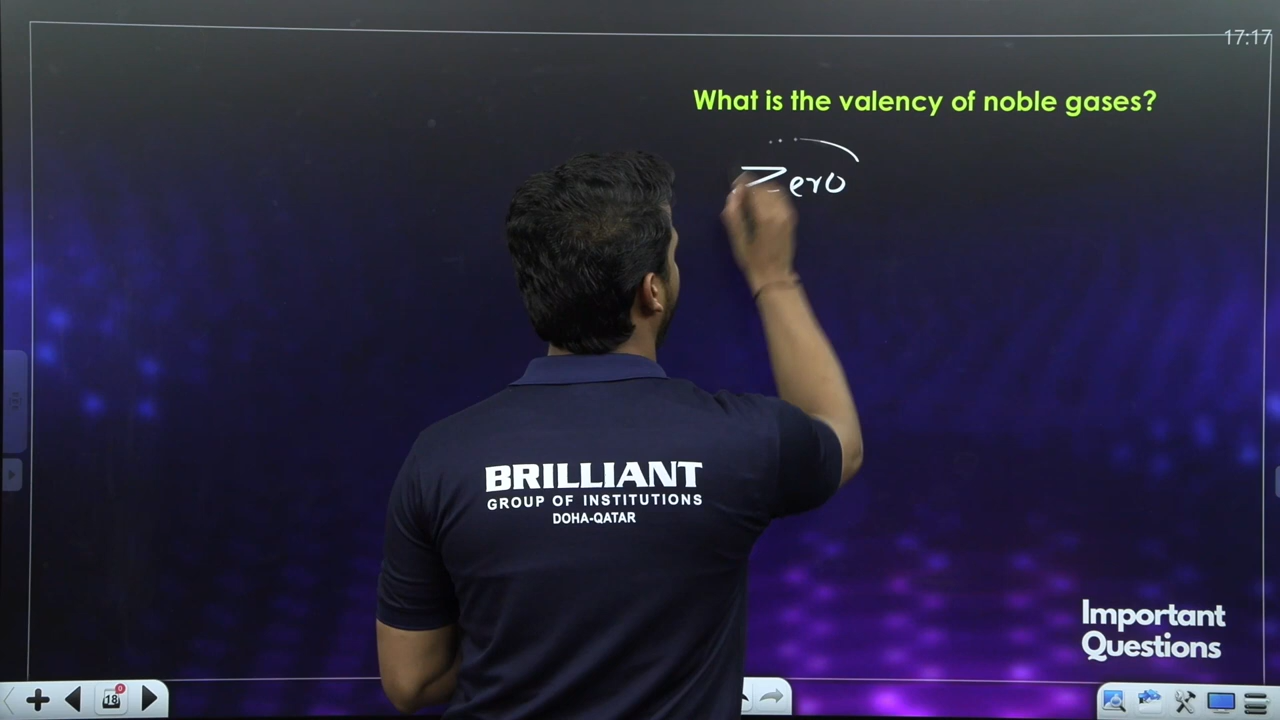 17:17
What is the valency of noble gases?
Zero
BRILLIANT
GROUP OF INSTITUTIONS
DOHA-QATAR
Important
Questions
18